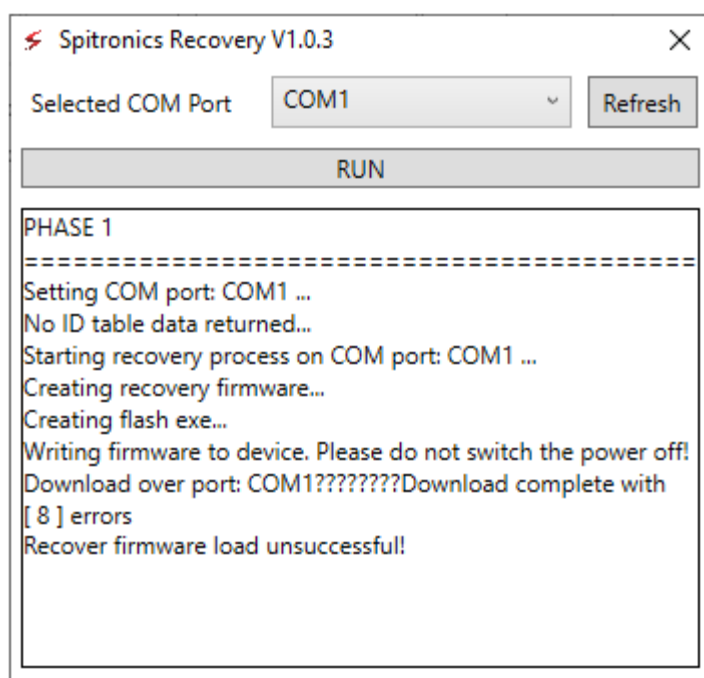 Spitronics Recovery V1.0.3
Selected COM Port COM1 Refresh
RUN
PHASE 1
=========================================
Setting COM port: COM1 ...
No ID table data returned...
Starting recovery process on COM port: COM1 ...
Creating recovery firmware...
Creating flash exe...
Writing firmware to device. Please do not switch the power off!
Download over port: COM1????????Download complete with
[ 8 ] errors
Recover firmware load unsuccessful!